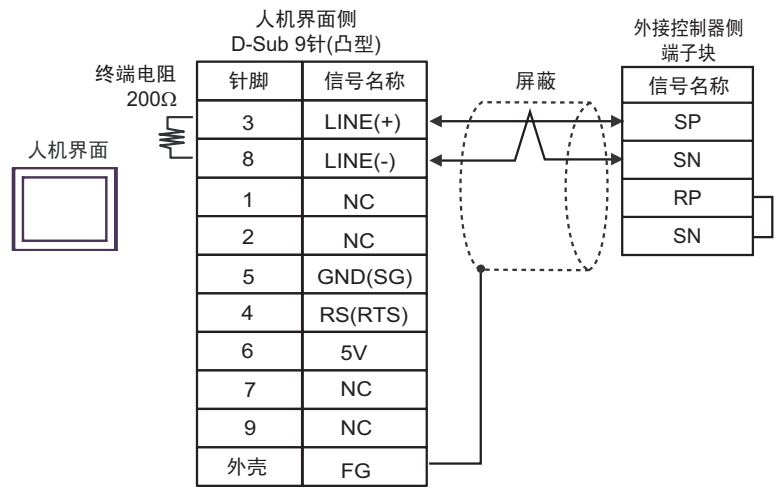 人机界面侧
D-Sub 9针(凸型)
外接控制器侧
端子块
终端电阻
200Ω
屏蔽
人机界面
针脚 信号名称
3 LINE(+)
8 LINE(-)
1 NC
2 NC
5 GND(SG)
4 RS(RTS)
6 5V
7 NC
9 NC
外壳 FG
信号名称
SP
SN
RP
SN